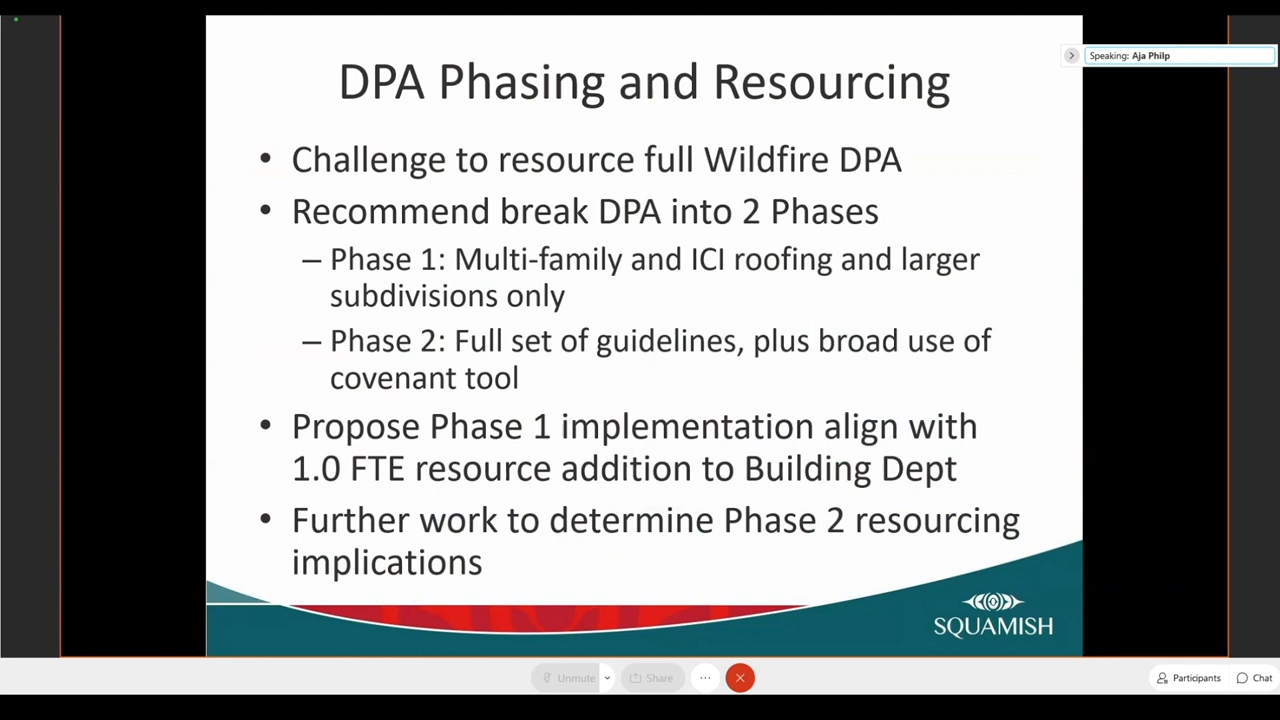 Speaking: Aja Philp
DPA Phasing and Resourcing
• Challenge to resource full Wildfire DPA
• Recommend break DPA into 2 Phases
– Phase 1: Multi-family and ICI roofing and larger
subdivisions only
– Phase 2: Full set of guidelines, plus broad use of
covenant tool
• Propose Phase 1 implementation align with
1.0 FTE resource addition to Building Dept
• Further work to determine Phase 2 resourcing
implications
SQUAMISH
Unmute
Share
Participants
Chat